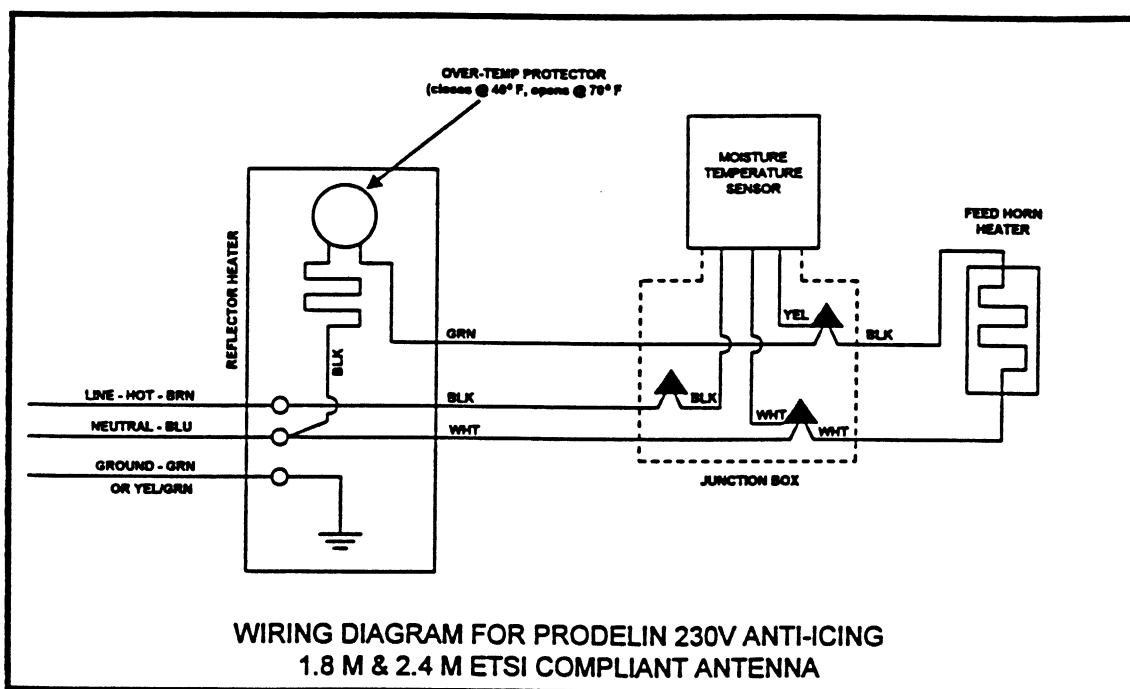 OVER-TEMP PROTECTOR
(closes @ 40° F, opens @ 70° F
MOISTURE
TEMPERATURE
SENSOR
FEED HORN
HEATER
REFLECTOR HEATER
YEL
GRN
BLK
BLK
LINE - HOT - BRN
BLK
BLK
NEUTRAL - BLU
WHT
WHT
WHT
GROUND - GRN
OR YEL/GRN
JUNCTION BOX
WIRING DIAGRAM FOR PRODELIN 230V ANTI-ICING
1.8 M & 2.4 M ETSI COMPLIANT ANTENNA